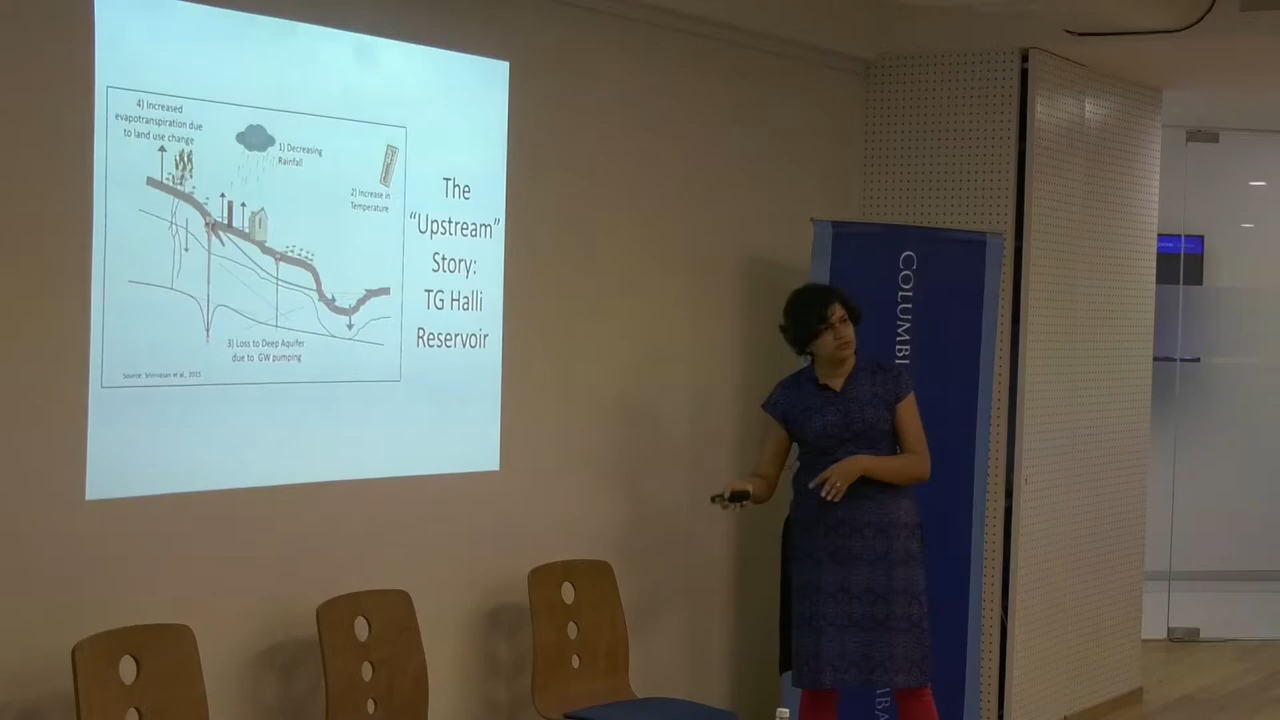 4) Increased
evapotranspiration due
to land use change
1) Decreasing
Rainfall
2) Increase in
Temperature
3) Loss to Deep Aquifer
due to GW pumping
Source: Srinivasan et al., 2015
The
“Upstream”
Story:
TG Halli
Reservoir
COLUMBI